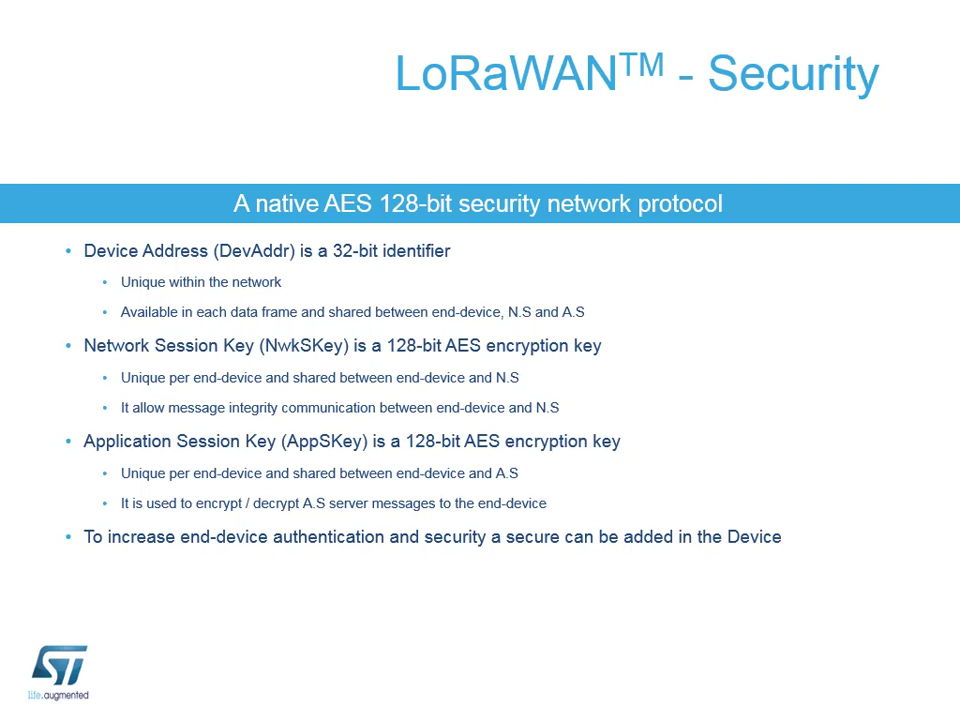 LoRaWAN™ - Security
A native AES 128-bit security network protocol
• Device Address (DevAddr) is a 32-bit identifier
• Unique within the network
• Available in each data frame and shared between end-device, N.S and A.S
• Network Session Key (NwkSKey) is a 128-bit AES encryption key
• Unique per end-device and shared between end-device and N.S
• It allow message integrity communication between end-device and N.S
• Application Session Key (AppSKey) is a 128-bit AES encryption key
• Unique per end-device and shared between end-device and A.S
• It is used to encrypt / decrypt A.S server messages to the end-device
• To increase end-device authentication and security a secure can be added in the Device
ST
life.augmented